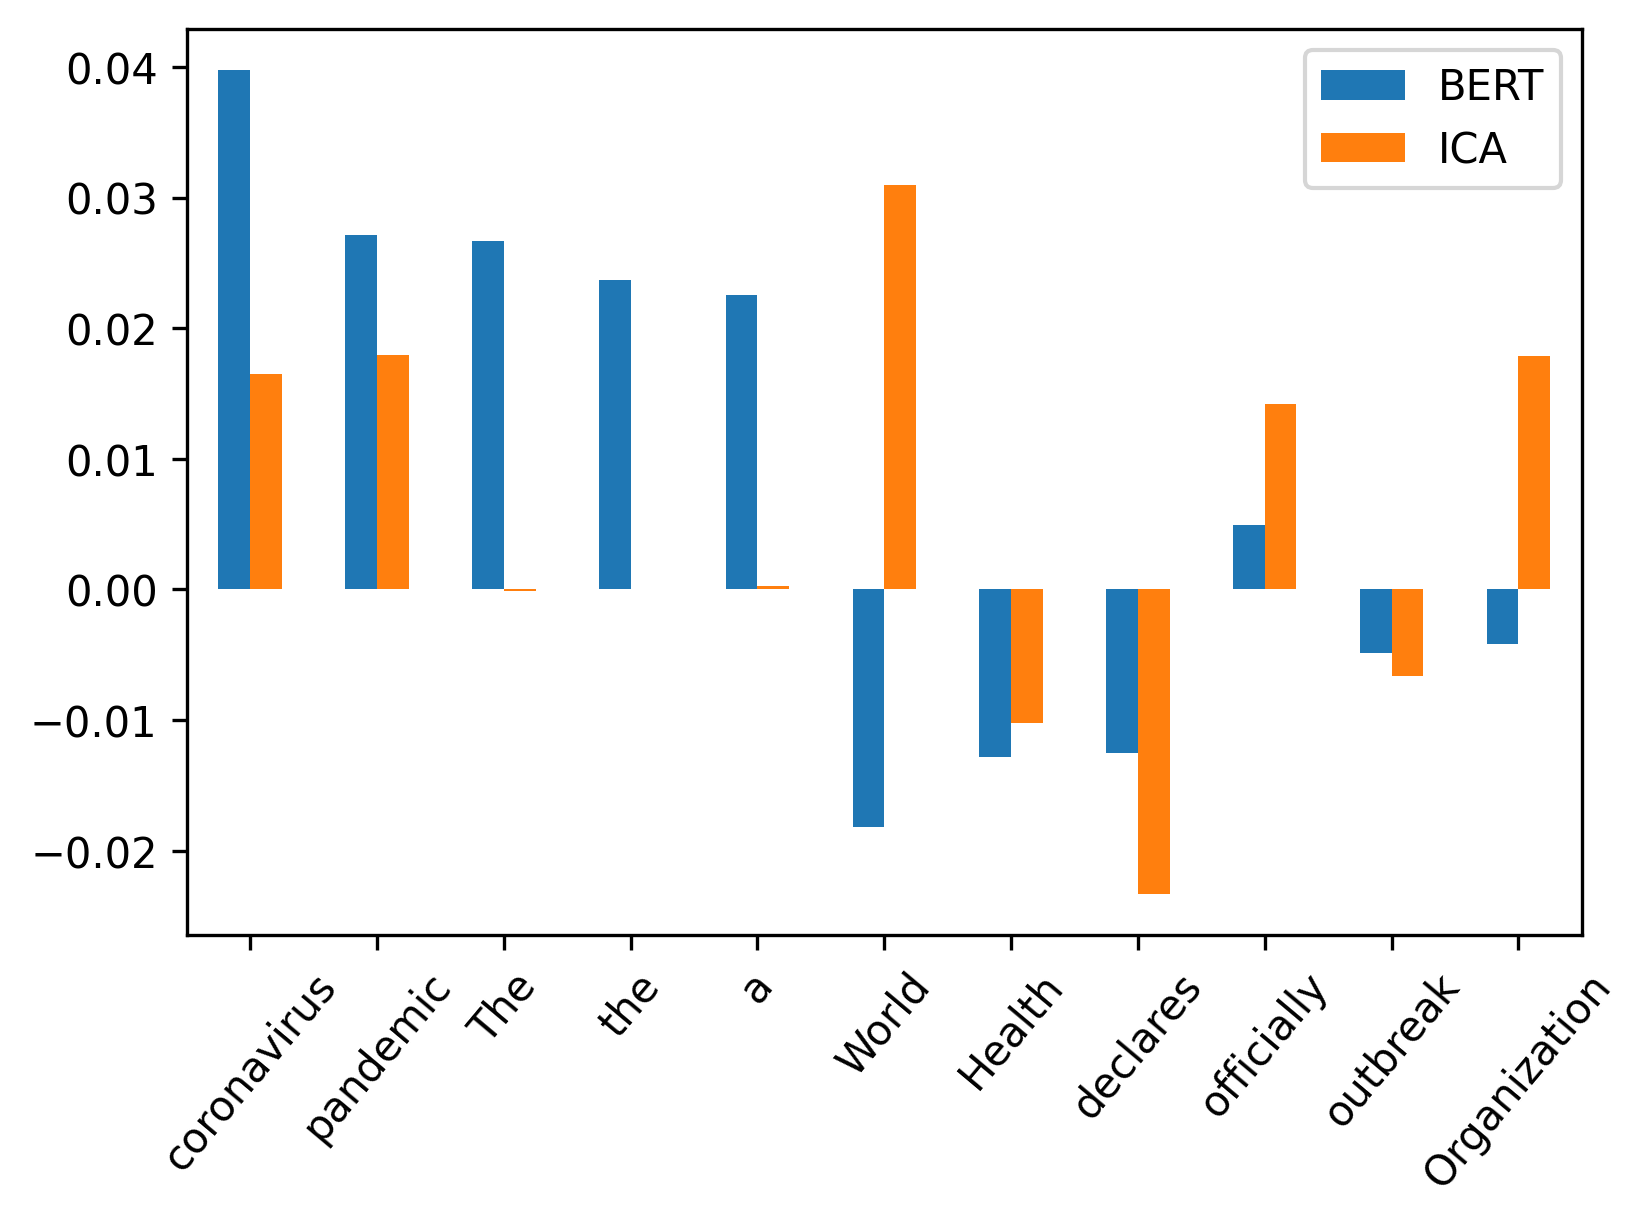 BERT
ICA
0.04
0.03
0.02
0.01
0.00
−0.01
−0.02
coronavirus
pandemic
The
the
a
World
Health
declares
officially
outbreak
Organization